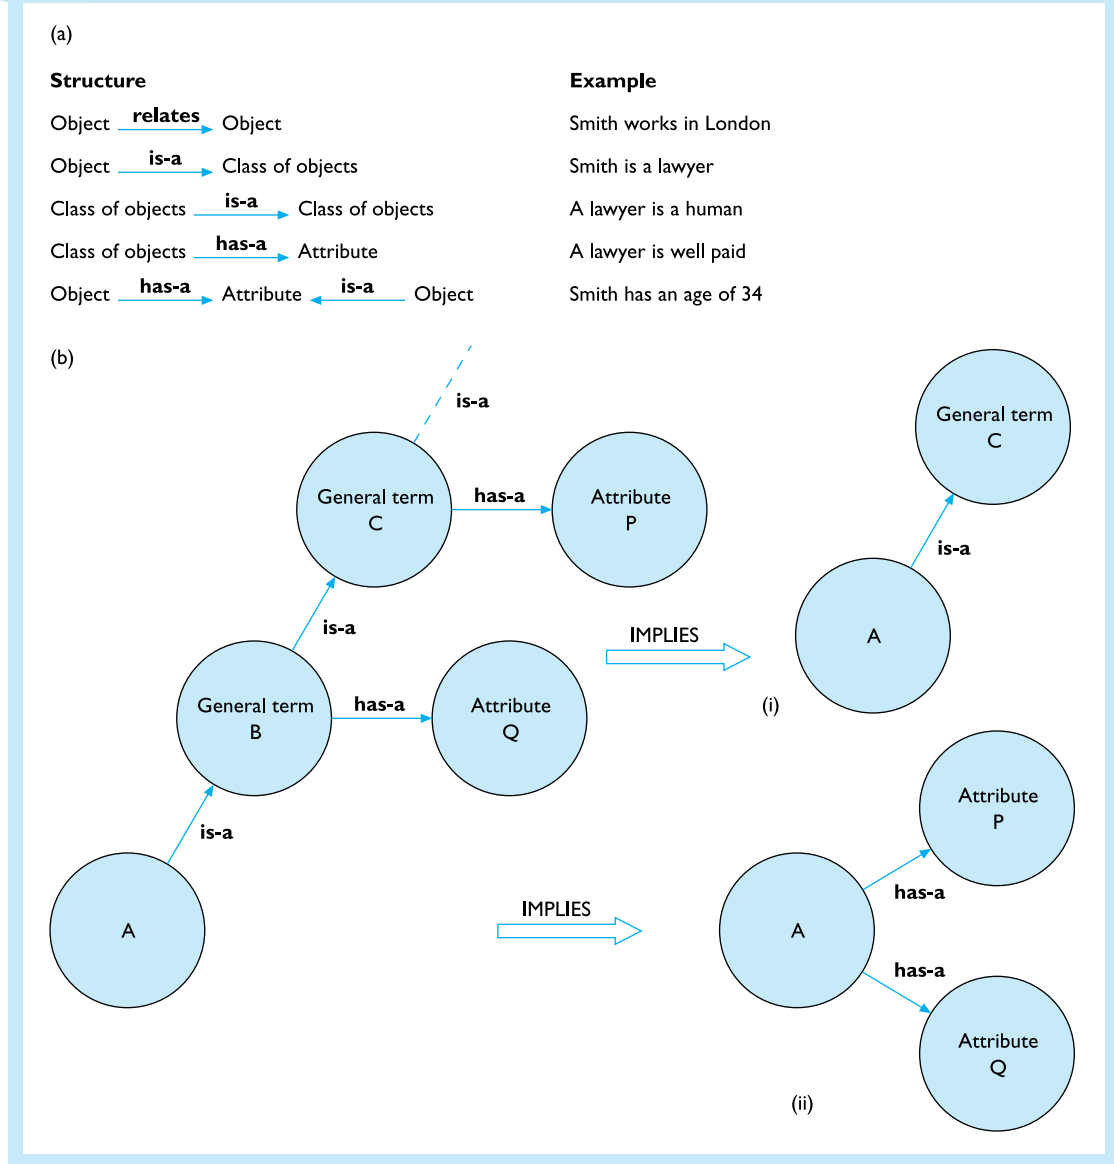 (a)
Structure Example
Object relates Object Smith works in London
Object is-a Class of objects Smith is a lawyer
Class of objects is-a Class of objects A lawyer is a human
Class of objects has-a Attribute A lawyer is well paid
Object has-a Attribute is-a Object Smith has an age of 34
(b)
is-a
General term
C
has-a
Attribute
P
is-a
General term
B
has-a
Attribute
Q
is-a
A
IMPLIES
General term
C
is-a
A
(i)
IMPLIES
A
has-a
Attribute
P
has-a
Attribute
Q
(ii)